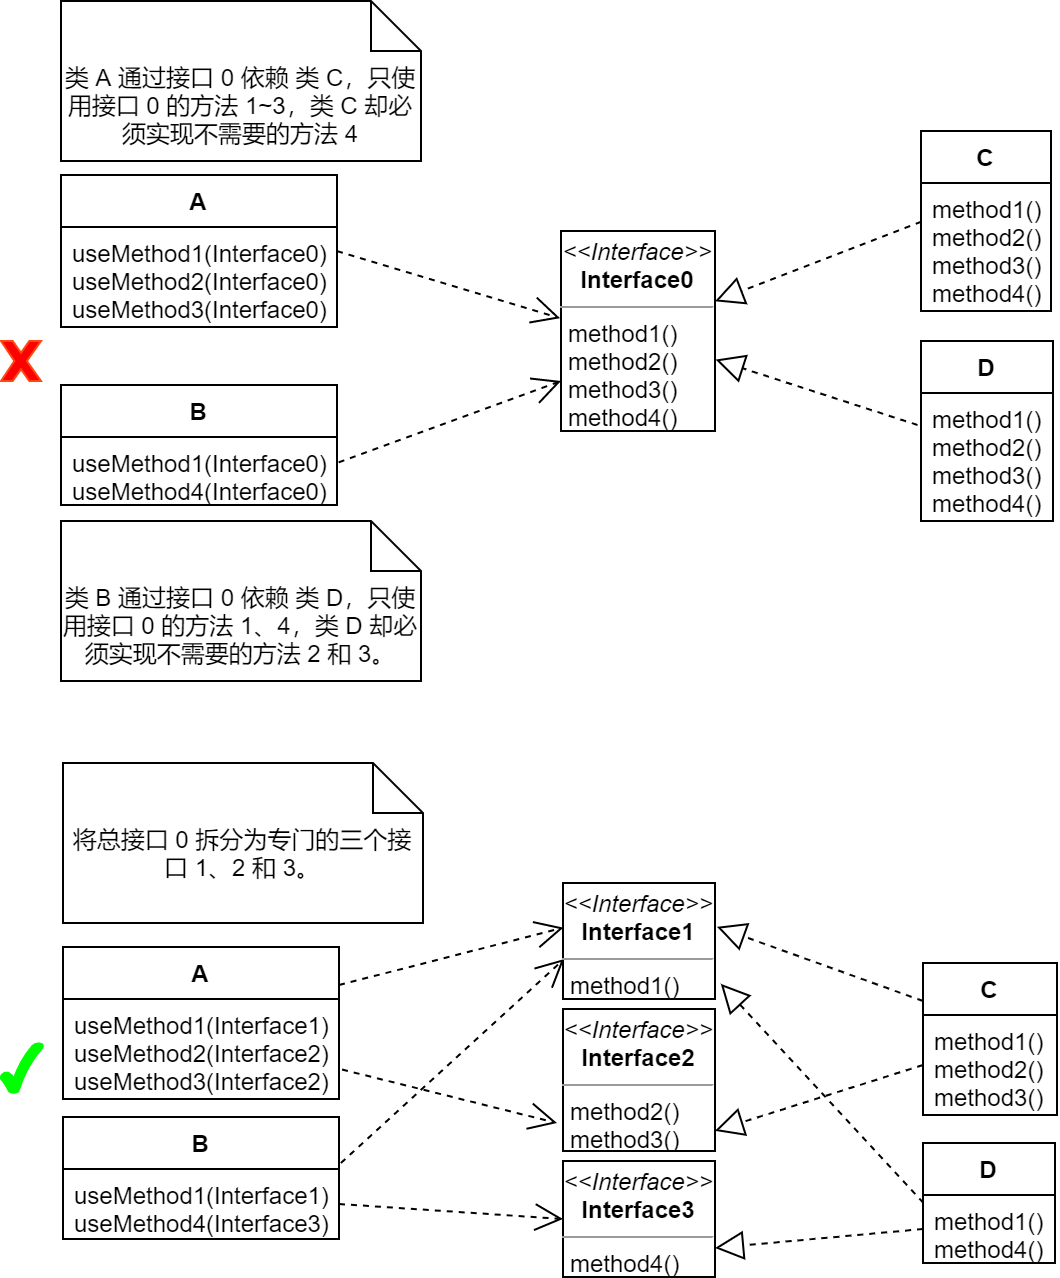 类 A 通过接口 0 依赖 类 C，只使
用接口 0 的方法 1~3，类 C 却必
须实现不需要的方法 4
A
useMethod1(Interface0)
useMethod2(Interface0)
useMethod3(Interface0)
B
useMethod1(Interface0)
useMethod4(Interface0)
类 B 通过接口 0 依赖 类 D，只使
用接口 0 的方法 1、4，类 D 却必
须实现不需要的方法 2 和 3。
<<Interface>>
Interface0
method1()
method2()
method3()
method4()
C
method1()
method2()
method3()
method4()
D
method1()
method2()
method3()
method4()
将总接口 0 拆分为专门的三个接
口 1、2 和 3。
A
useMethod1(Interface1)
useMethod2(Interface2)
useMethod3(Interface2)
B
useMethod1(Interface1)
useMethod4(Interface3)
<<Interface>>
Interface1
method1()
<<Interface>>
Interface2
method2()
method3()
<<Interface>>
Interface3
method4()
C
method1()
method2()
method3()
D
method1()
method4()